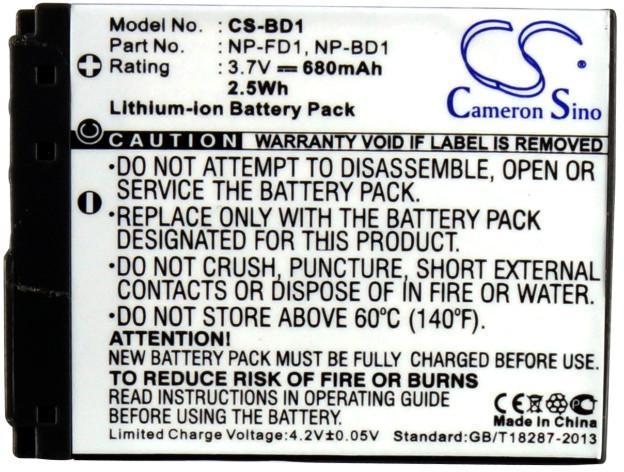 Model No. : CS-BD1
Part No. : NP-FD1, NP-BD1
Rating : 3.7V 680mAh
2.5Wh
Lithium-ion Battery Pack
CS
Cameron Sino
CAUTION WARRANTY VOID IF LABEL IS REMOVED
·DO NOT ATTEMPT TO DISASSEMBLE, OPEN OR
SERVICE THE BATTERY PACK.
·REPLACE ONLY WITH THE BATTERY PACK
DESIGNATED FOR THIS PRODUCT.
·DO NOT CRUSH, PUNCTURE, SHORT EXTERNAL
CONTACTS OR DISPOSE OF IN FIRE OR WATER.
·DO NOT STORE ABOVE 60ºC (140ºF).
ATTENTION!
NEW BATTERY PACK MUST BE FULLY CHARGED BEFORE USE.
TO REDUCE RISK OF FIRE OR BURNS
READ INSTRUCTIONS IN OPERATING GUIDE
BEFORE USING THE BATTERY.
CE
Made In China
Limited Charge Voltage:4.2V±0.05V Standard:GB/T18287-2013